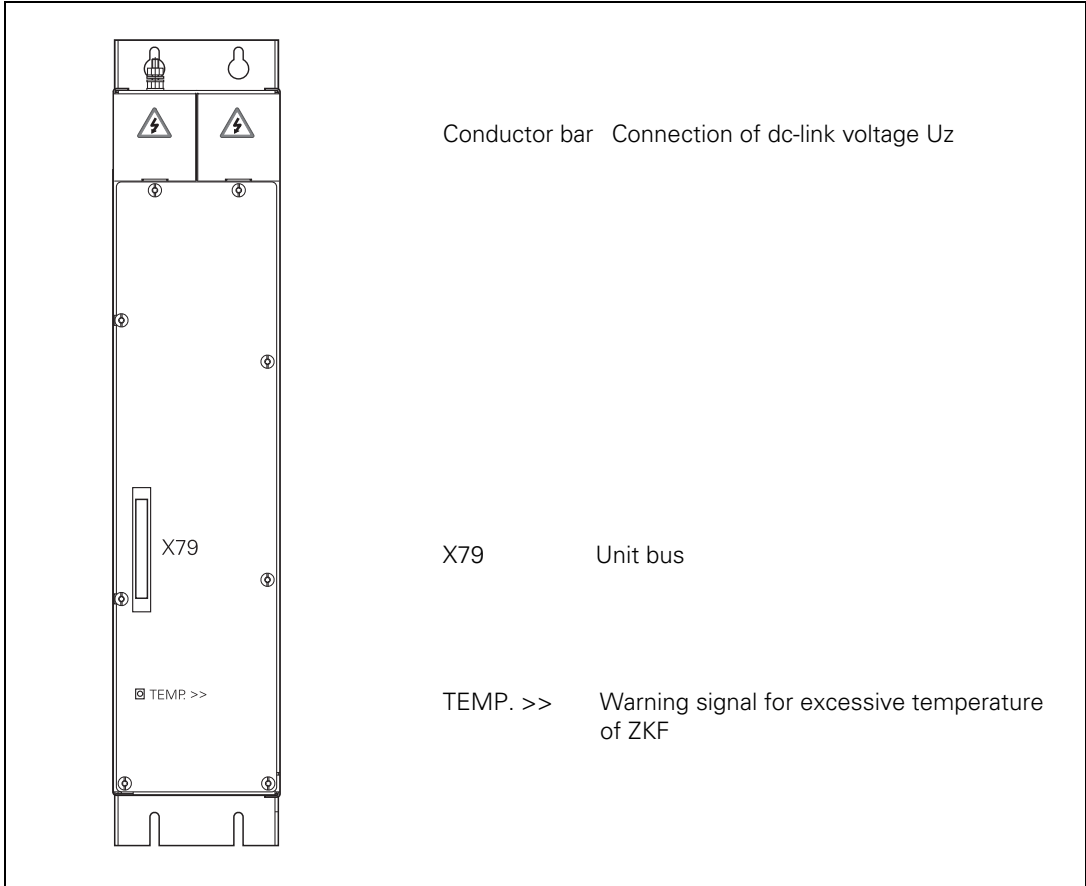 Conductor bar Connection of dc-link voltage Uz
X79
X79 Unit bus
TEMP. >>
TEMP. >> Warning signal for excessive temperature
of ZKF